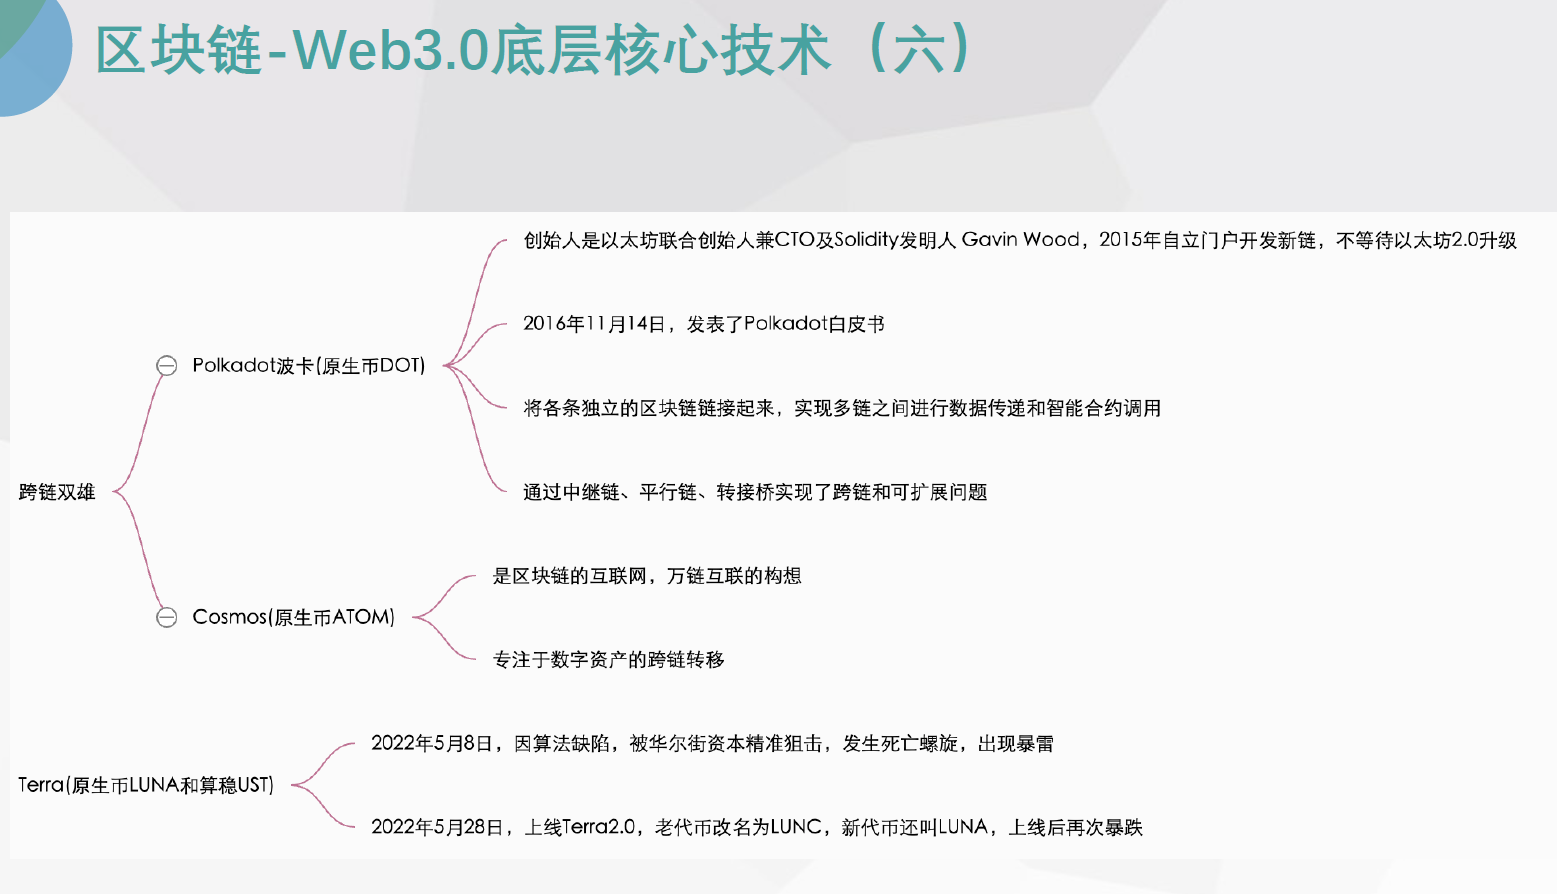 区块链-Web3.0底层核心技术（六）
创始人是以太坊联合创始人兼CTO及Solidity发明人 Gavin Wood，2015年自立门户开发新链，不等待以太坊2.0升级
2016年11月14日，发表了Polkadot白皮书
Polkadot波卡(原生币DOT)
将各条独立的区块链链接起来，实现多链之间进行数据传递和智能合约调用
通过中继链、平行链、转接桥实现了跨链和可扩展问题
跨链双雄
是区块链的互联网，万链互联的构想
Cosmos(原生币ATOM)
专注于数字资产的跨链转移
2022年5月8日，因算法缺陷，被华尔街资本精准狙击，发生死亡螺旋，出现暴雷
Terra(原生币LUNA和算稳UST)
2022年5月28日，上线Terra2.0，老代币改名为LUNC，新代币还叫LUNA，上线后再次暴跌